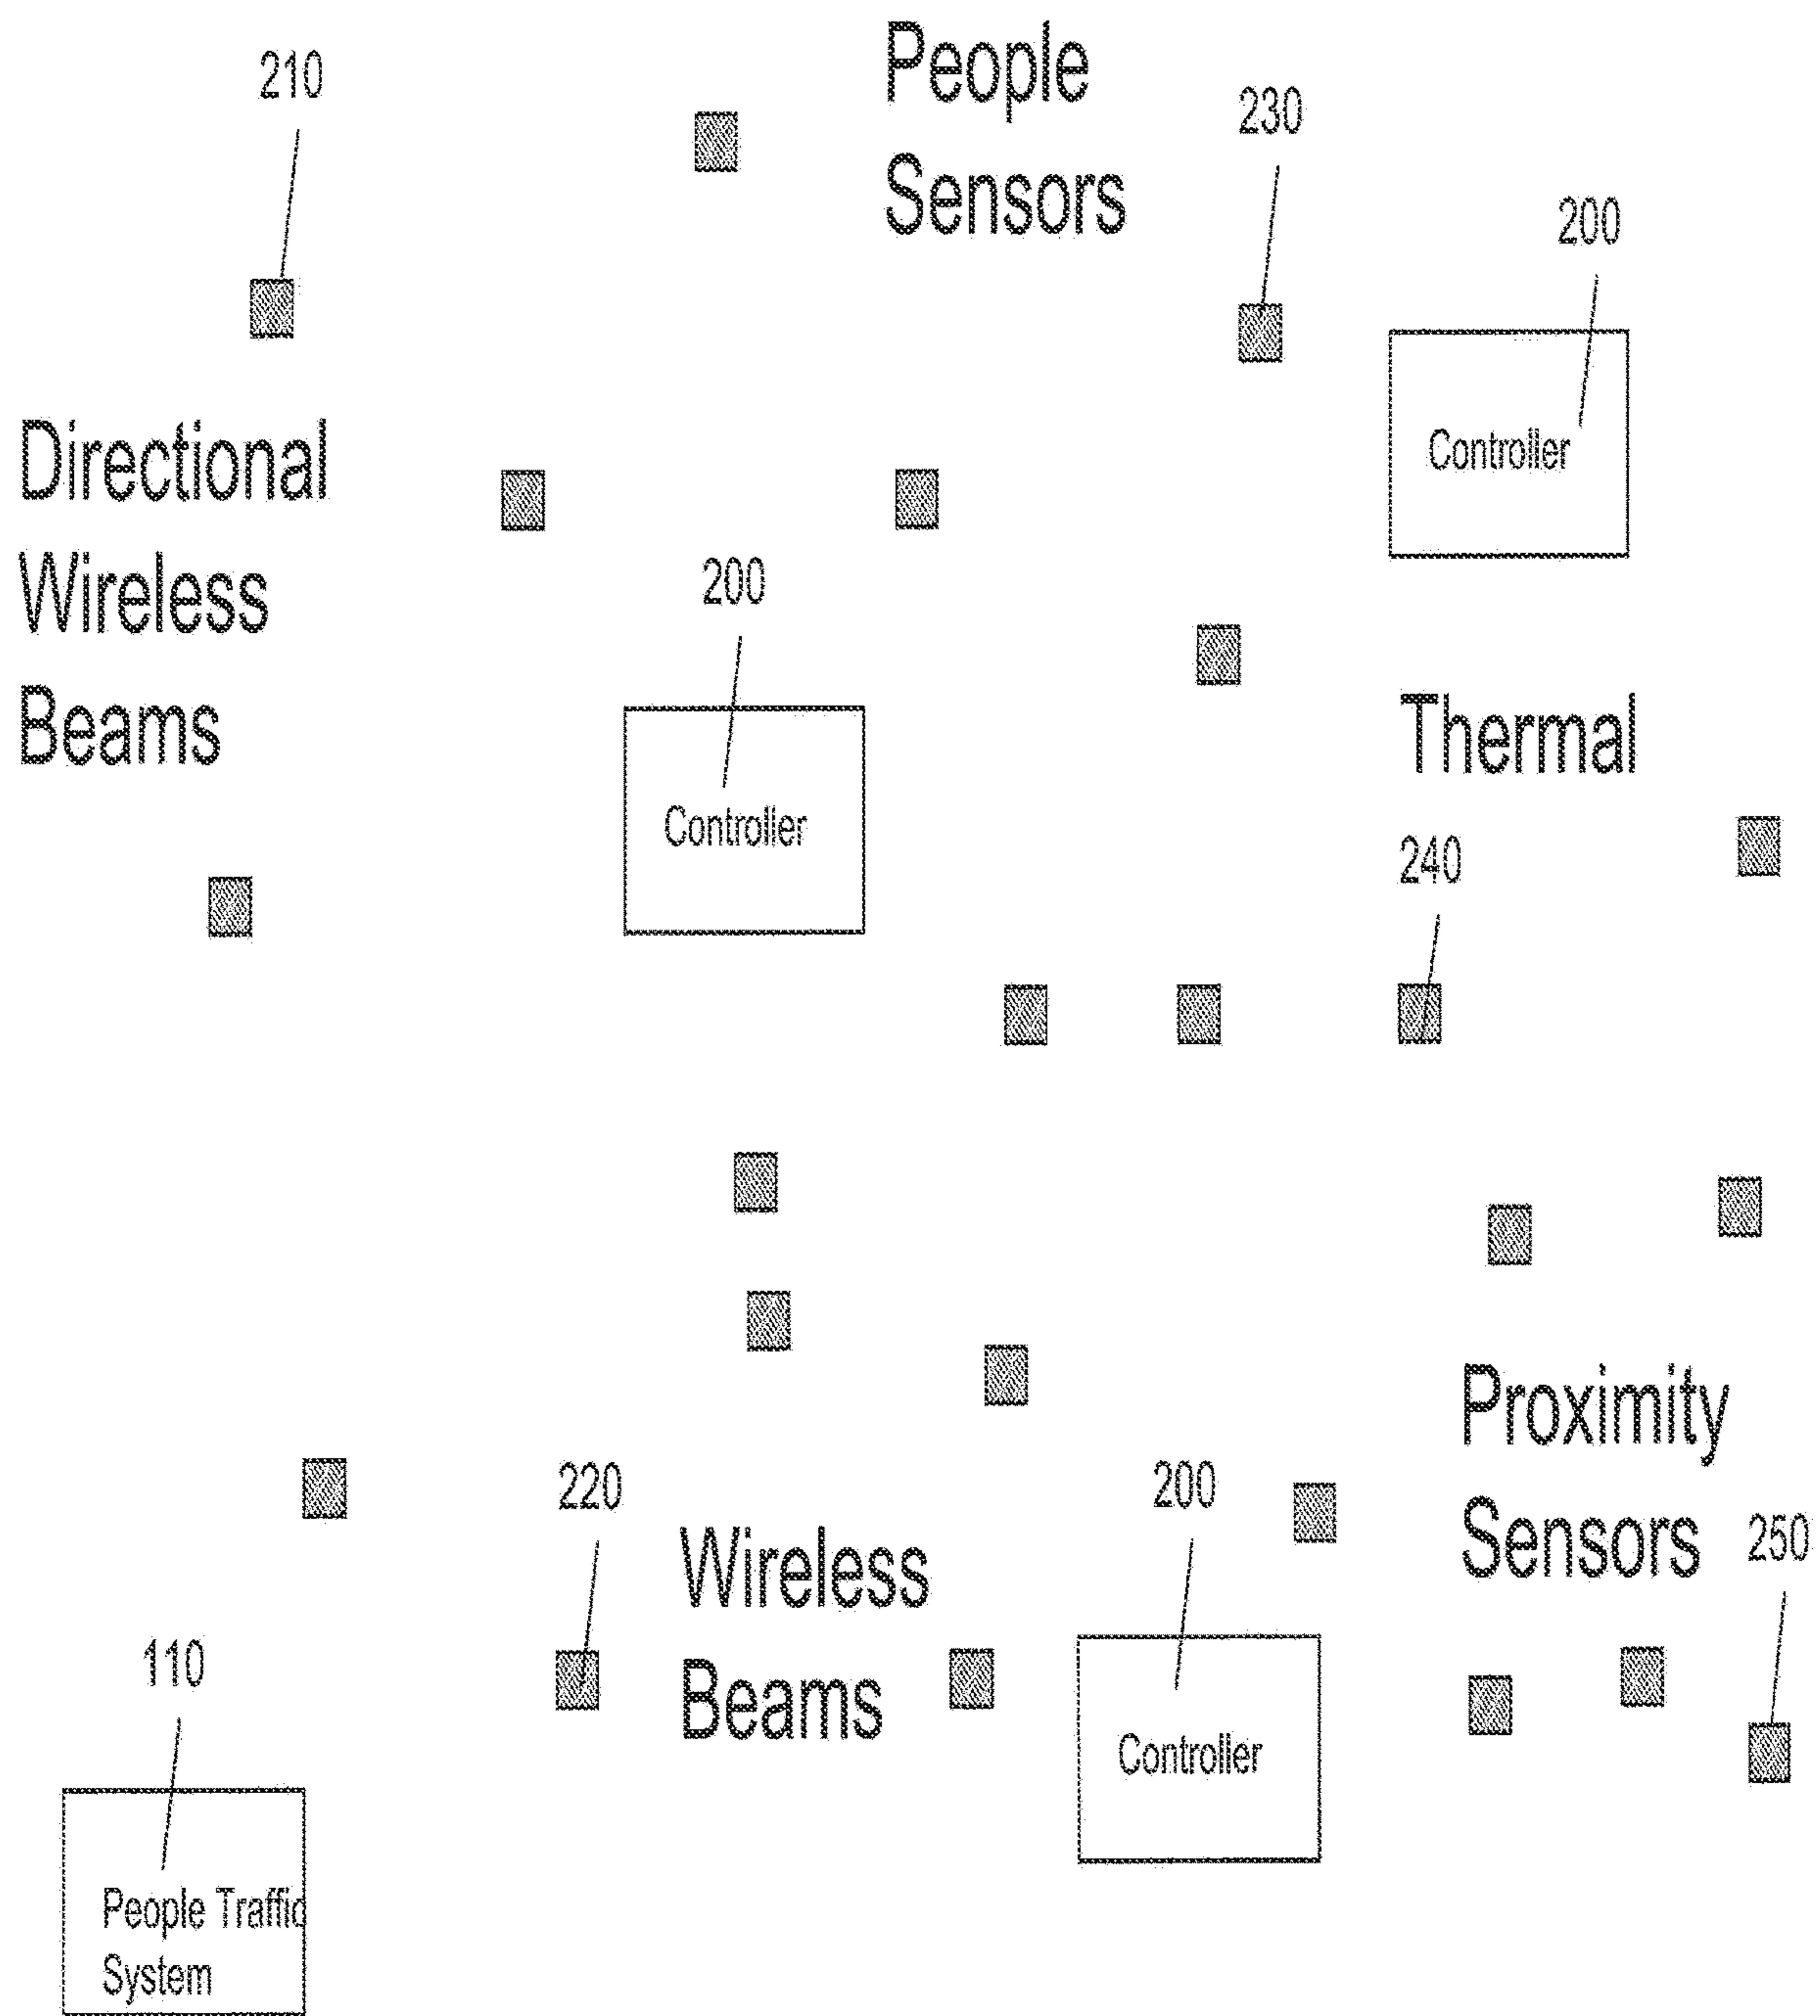 210
People
Sensors
230
200
Controller
Directional
Wireless
Beams
200
Controller
Thermal
240
Proximity
Sensors
250
220
Wireless
Beams
200
Controller
110
People Traffic
System